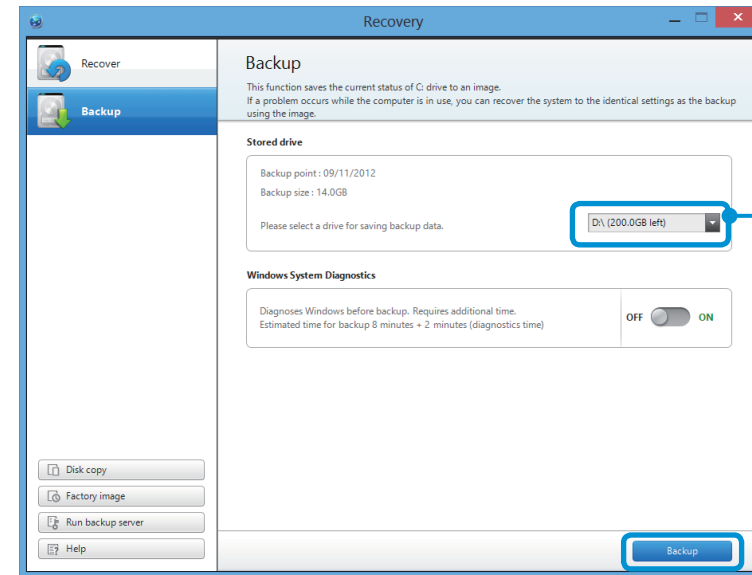 Recovery
Recover
Backup
Backup
This function saves the current status of C: drive to an image.
If a problem occurs while the computer is in use, you can recover the system to the identical settings as the backup
using the image.
Stored drive
Backup point : 09/11/2012
Backup size : 14.0GB
Please select a drive for saving backup data.
D:\ (200.0GB left)
Windows System Diagnostics
Diagnoses Windows before backup. Requires additional time.
Estimated time for backup 8 minutes + 2 minutes (diagnostics time)
OFF ON
Disk copy
Factory image
Run backup server
Help
Backup